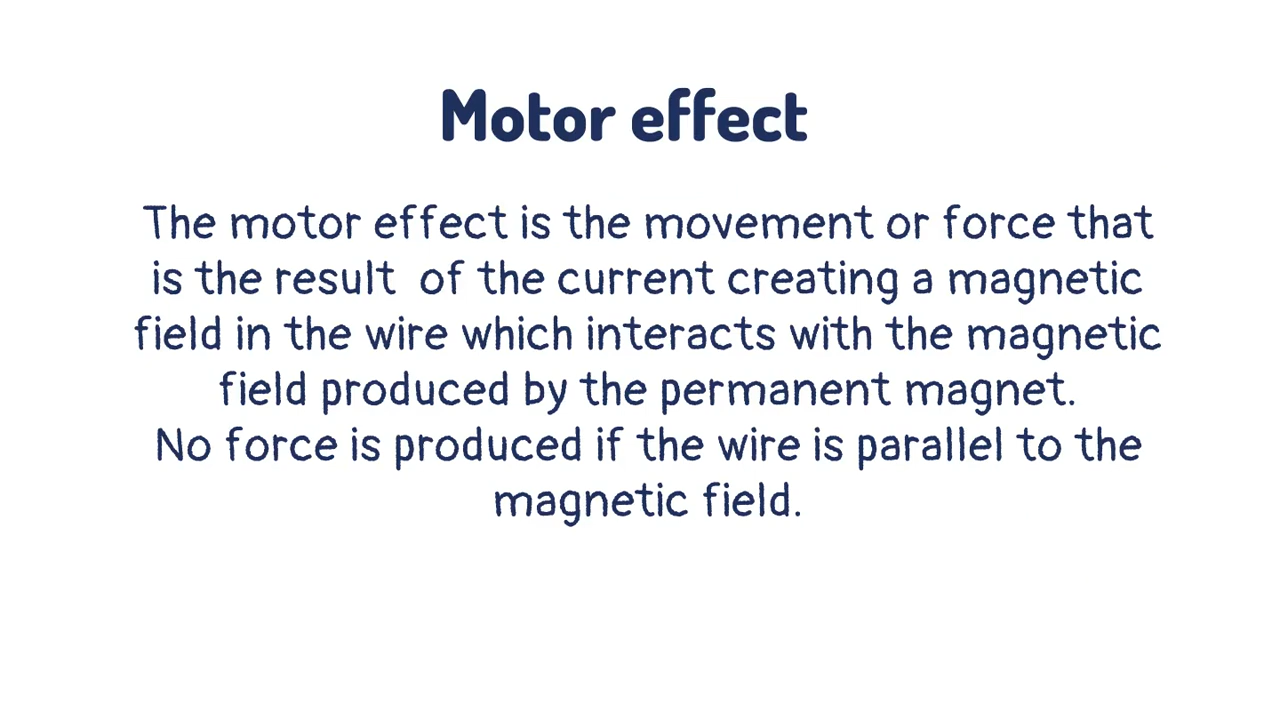 Motor effect
The motor effect is the movement or force that
is the result  of the current creating a magnetic
field in the wire which interacts with the magnetic
field produced by the permanent magnet.
No force is produced if the wire is parallel to the
magnetic field.